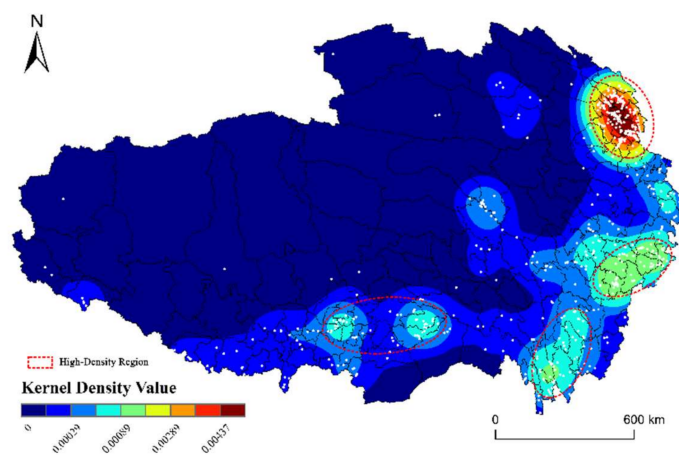 N
High-Density Region
Kernel Density Value
0 0.00029 0.00089 0.00289 0.00437
0 600 km